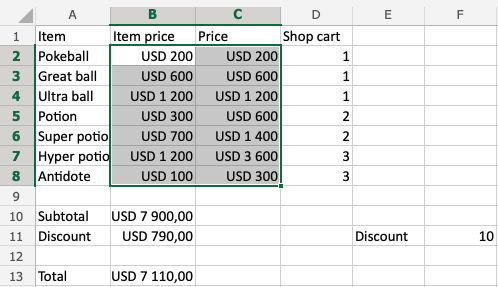 A B C D E F
1 Item Item price Price Shop cart
2 Pokeball USD 200 USD 200 1
3 Great ball USD 600 USD 600 1
4 Ultra ball USD 1 200 USD 1 200 1
5 Potion USD 300 USD 600 2
6 Super potio USD 700 USD 1 400 2
7 Hyper potio USD 1 200 USD 3 600 3
8 Antidote USD 100 USD 300 3
9
10 Subtotal USD 7 900,00
11 Discount USD 790,00 Discount 10
12
13 Total USD 7 110,00